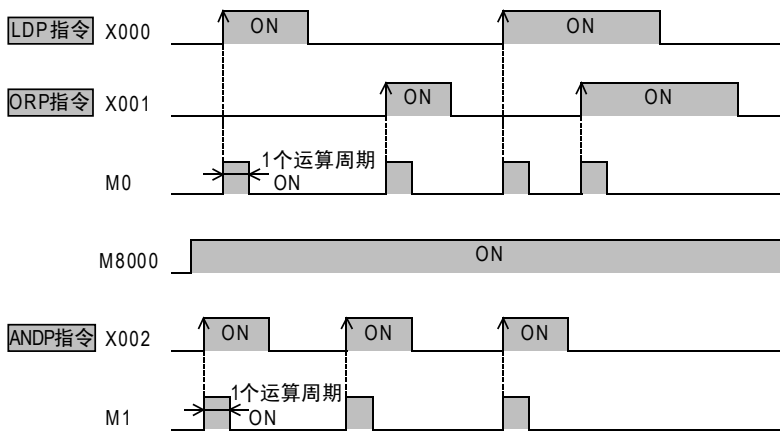 LDP指令 X000 ON ON
ORP指令 X001 ON ON
1个运算周期
M0 ON
M8000 ON
ANDP指令 X002 ON ON ON
1个运算周期
M1 ON